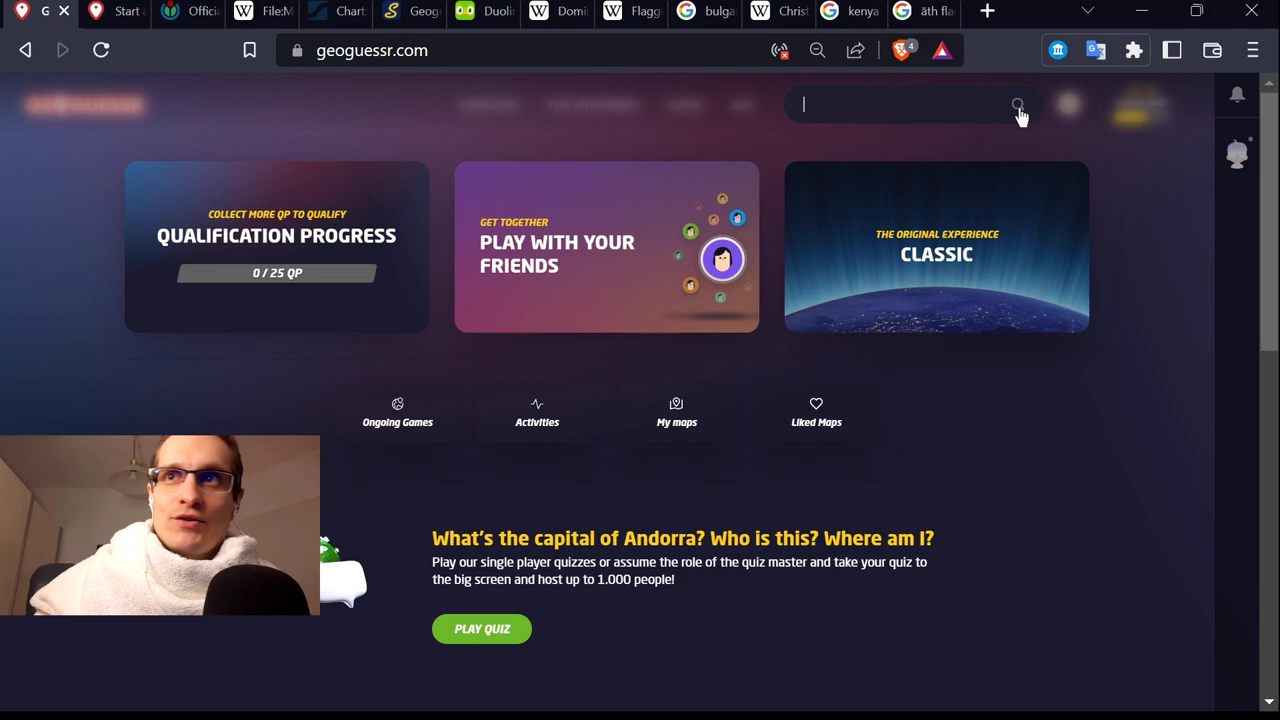 G
Start a
Officia
File:M
Chart:
Geog
Duolin
Domi
Flagg
bulga
Christ
kenya
äth fla
geoguessr.com
4
COLLECT MORE QP TO QUALIFY
QUALIFICATION PROGRESS
0 / 25 QP
GET TOGETHER
PLAY WITH YOUR
FRIENDS
THE ORIGINAL EXPERIENCE
CLASSIC
Ongoing Games
Activities
My maps
Liked Maps
What's the capital of Andorra? Who is this? Where am I?
Play our single player quizzes or assume the role of the quiz master and take your quiz to
the big screen and host up to 1.000 people!
PLAY QUIZ